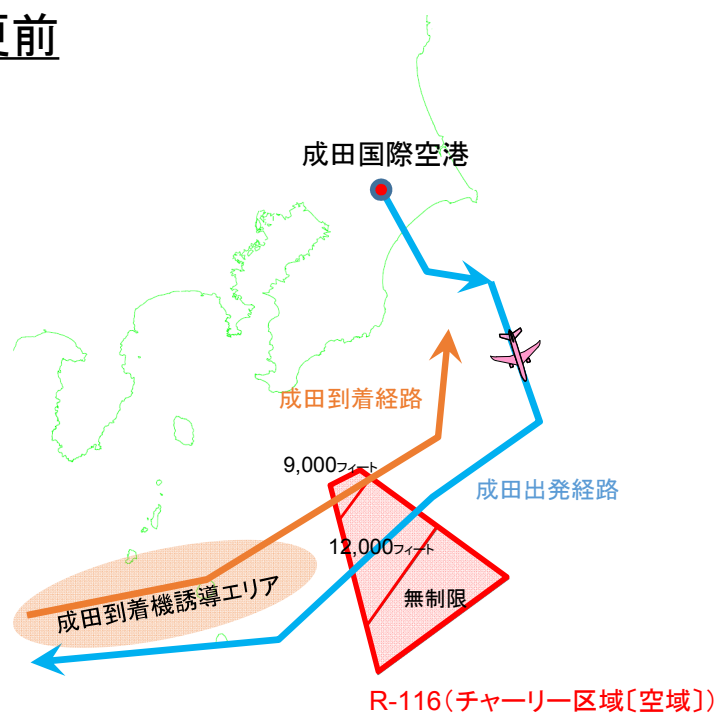 更前
成田国際空港
成田到着経路
9,000フィート
成田出発経路
12,000フィート
成田到着機誘導エリア
無制限
R-116(チャーリー区域〔空域〕)